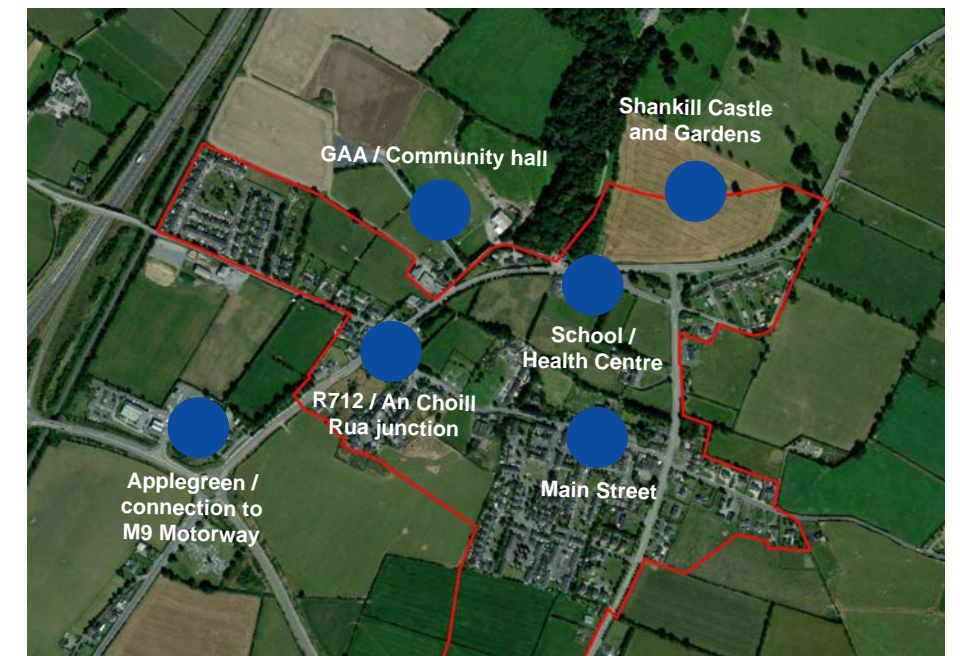 Shankill Castle
and Gardens
GAA / Community hall
School /
Health Centre
R712 / An Choill
Rua junction
Main Street
Applegreen /
connection to
M9 Motorway